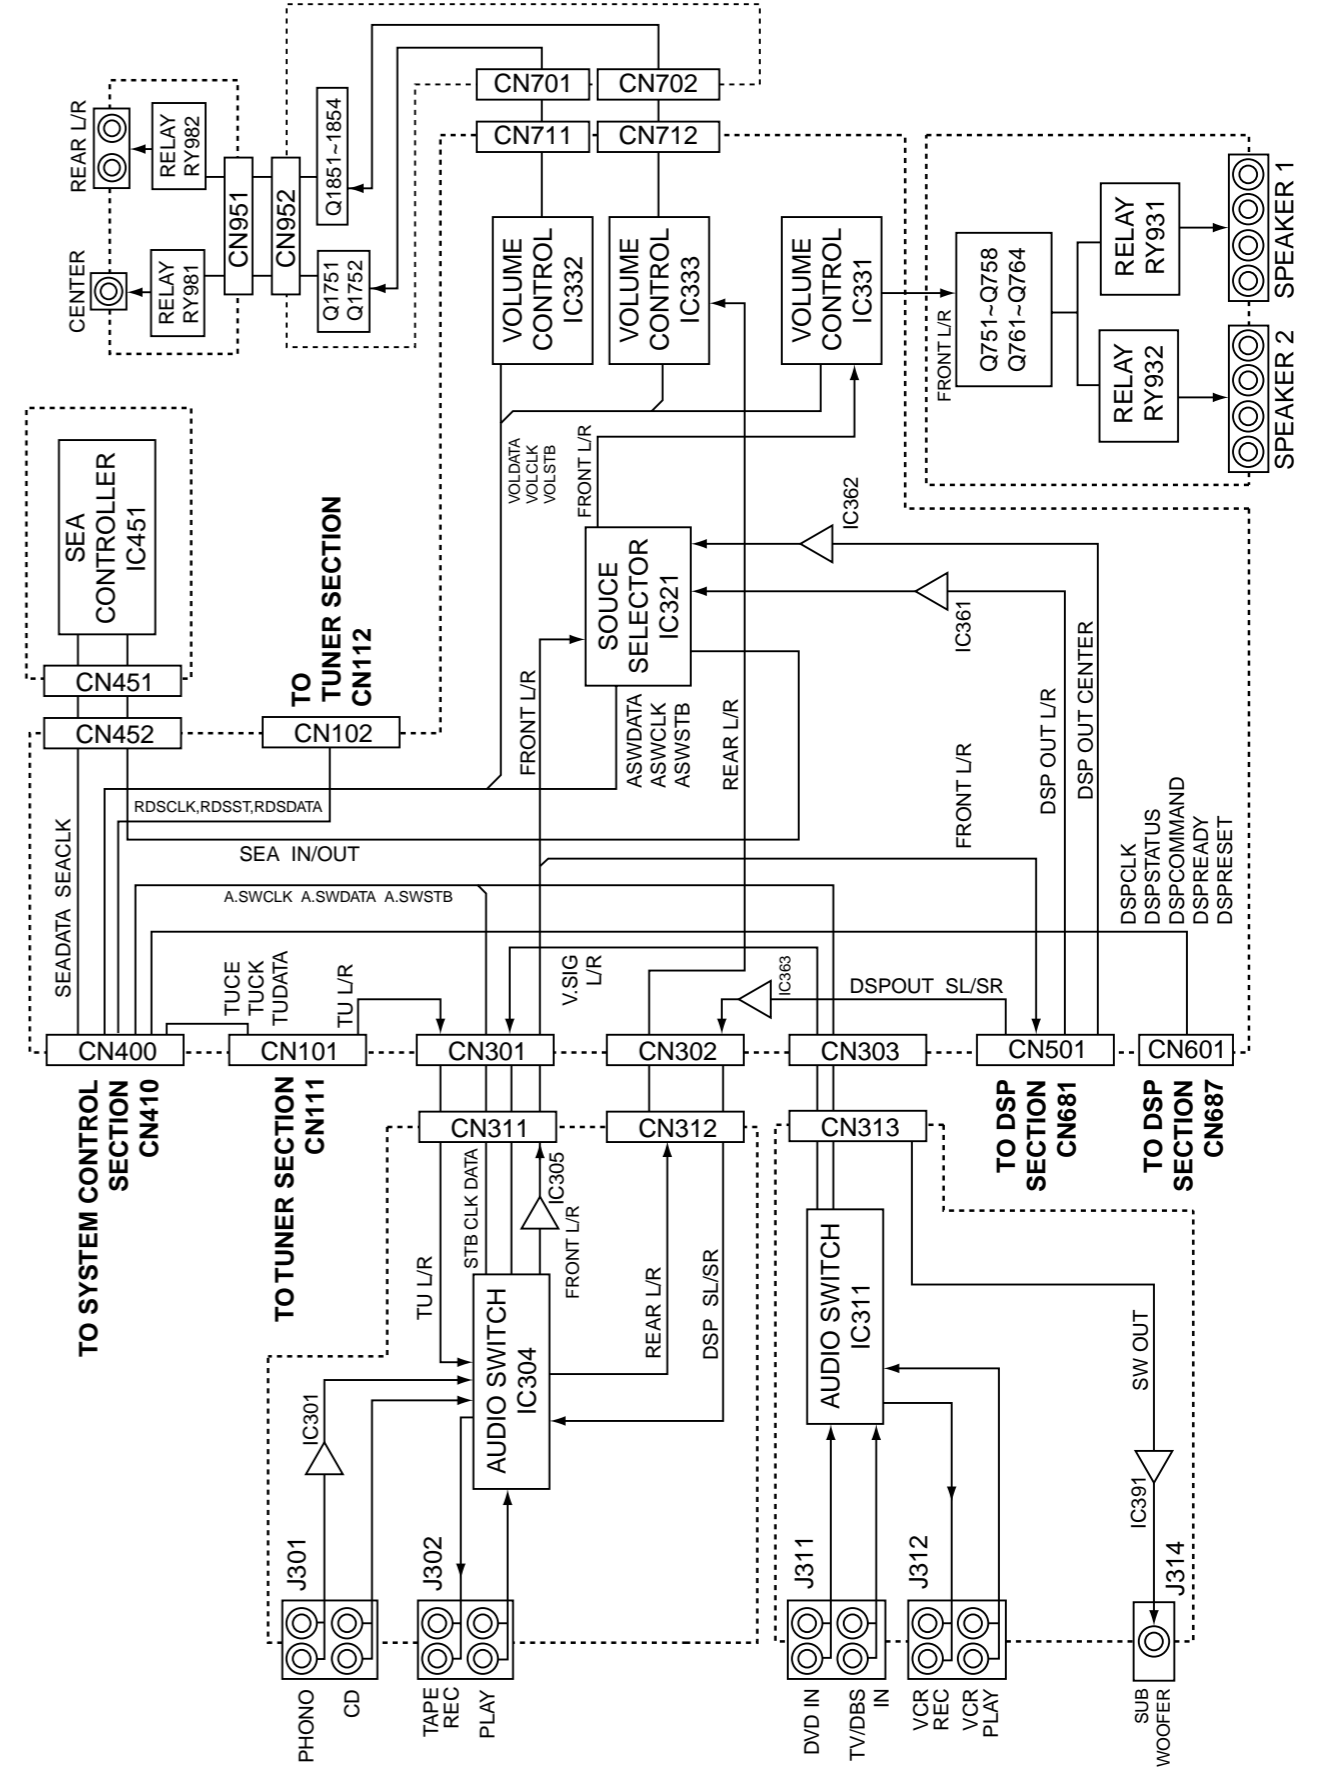 REAR L/R
CENTER
RELAY
RY982
RELAY
RY981
CN951
CN952
Q1851~1854
Q1751
Q1752
CN701
CN702
CN711
CN712
VOLUME
CONTROL
IC332
VOLUME
CONTROL
IC333
VOLUME
CONTROL
IC331
FRONT L/R
Q751~Q758
Q761~Q764
RELAY
RY931
RELAY
RY932
SPEAKER 1
SPEAKER 2
SEA
CONTROLLER
IC451
CN451
CN452
TO
TUNER SECTION
CN112
CN102
VOLDATA
VOLCLK
VOLSTB
FRONT L/R
SOUCE
SELECTOR
IC321
IC362
IC361
FRONT L/R
ASWDATA
ASWCLK
ASWSTB
REAR L/R
FRONT L/R
DSP OUT L/R
DSP OUT CENTER
SEADATA SEACLK
RDSCLK,RDSST,RDSDATA
SEA IN/OUT
A.SWCLK A.SWDATA A.SWSTB
DSPCLK
DSPSTATUS
DSPCOMMAND
DSPREADY
DSPRESET
TUCE
TUCK
TUDATA
TU L/R
V.SIG
L/R
IC363
DSPOUT SL/SR
CN400
CN101
CN301
CN302
CN303
CN501
CN601
TO SYSTEM CONTROL
SECTION
CN410
TO TUNER SECTION
CN111
CN311
CN312
CN313
TO DSP
SECTION
CN681
TO DSP
SECTION
CN687
TU L/R
STB CLK DATA
IC305
FRONT L/R
REAR L/R
DSP SL/SR
AUDIO SWITCH
IC304
AUDIO SWITCH
IC311
SW OUT
IC301
IC391
J301
J302
J311
J312
J314
PHONO
CD
TAPE
REC
PLAY
DVD IN
TV/DBS
IN
VCR
REC
VCR
PLAY
SUB
WOOFER